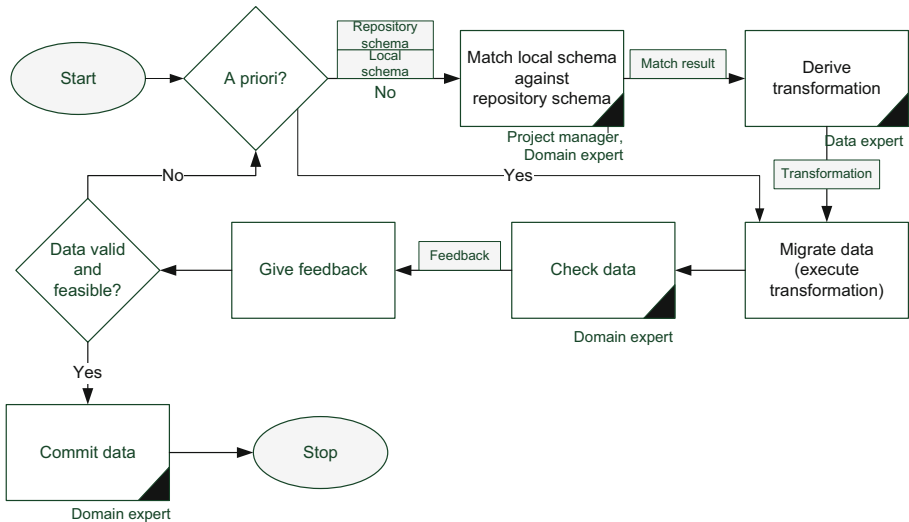 Repository
schema
Local
schema
Start
A priori?
No
Match local schema
against
repository schema
Match result
Derive
transformation
Project manager,
Domain expert
Data expert
Transformation
No
Yes
Data valid
and
feasible?
Give feedback
Feedback
Check data
Migrate data
(execute
transformation)
Domain expert
Yes
Commit data
Stop
Domain expert